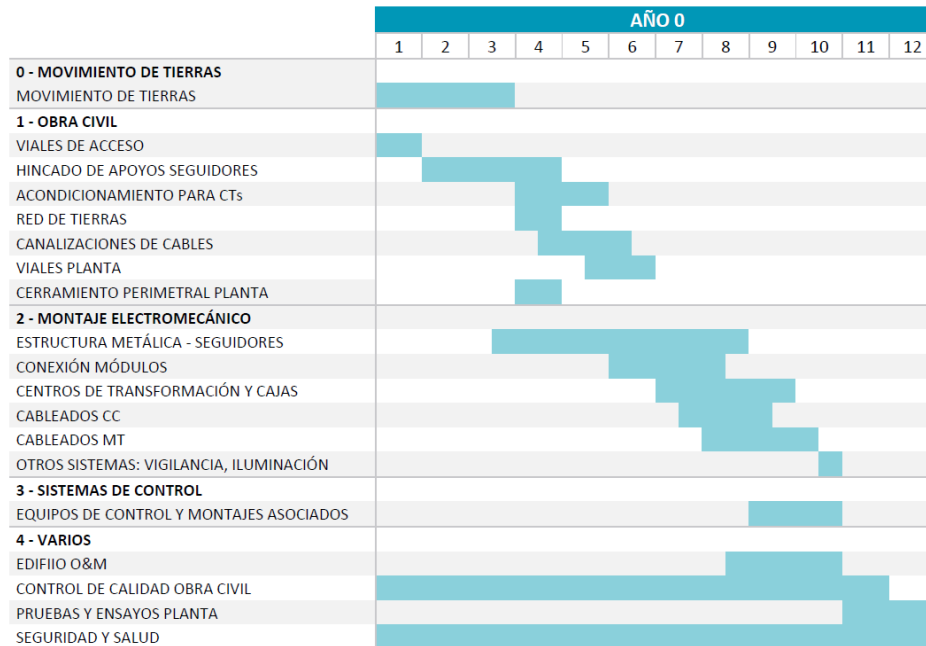 AÑO 0
1 2 3 4 5 6 7 8 9 10 11 12
0 - MOVIMIENTO DE TIERRAS
MOVIMIENTO DE TIERRAS
1 - OBRA CIVIL
VIALES DE ACCESO
HINCADO DE APOYOS SEGUIDORES
ACONDICIONAMIENTO PARA CTs
RED DE TIERRAS
CANALIZACIONES DE CABLES
VIALES PLANTA
CERRAMIENTO PERIMETRAL PLANTA
2 - MONTAJE ELECTROMECÁNICO
ESTRUCTURA METÁLICA - SEGUIDORES
CONEXIÓN MÓDULOS
CENTROS DE TRANSFORMACIÓN Y CAJAS
CABLEADOS CC
CABLEADOS MT
OTROS SISTEMAS: VIGILANCIA, ILUMINACIÓN
3 - SISTEMAS DE CONTROL
EQUIPOS DE CONTROL Y MONTAJES ASOCIADOS
4 - VARIOS
EDIFIIO O&M
CONTROL DE CALIDAD OBRA CIVIL
PRUEBAS Y ENSAYOS PLANTA
SEGURIDAD Y SALUD